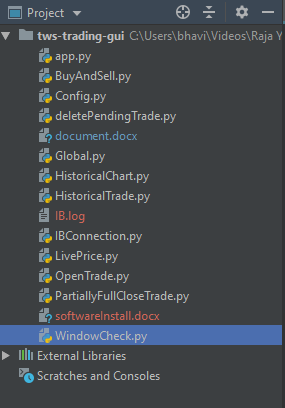 Project
tws-trading-gui C:\Users\bhavi\Videos\Raja Y
app.py
BuyAndSell.py
Config.py
deletePendingTrade.py
document.docx
Global.py
HistoricalChart.py
HistoricalTrade.py
IB.log
IBConnection.py
LivePrice.py
OpenTrade.py
PartiallyFullCloseTrade.py
softwareInstall.docx
WindowCheck.py
External Libraries
Scratches and Consoles